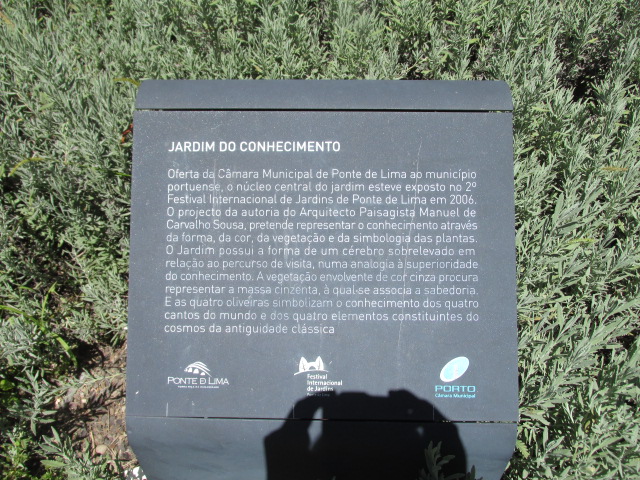 JARDIM DO CONHECIMENTO
Oferta da Câmara Municipal de Ponte de Lima ao município
portuense, o núcleo central do jardim esteve exposto no 2º
Festival Internacional de Jardins de Ponte de Lima em 2006.
O projecto da autoria do Arquitecto Paisagista Manuel de
Carvalho Sousa, pretende representar o conhecimento através
da forma, da cor, da vegetação e da simbologia das plantas.
O Jardim possui a forma de um cérebro sobrelevado em
relação ao percurso de visita, numa analogia à superioridade
do conhecimento. A vegetação envolvente de cor cinza procura
representar a massa cinzenta, à qual se associa a sabedoria.
E as quatro oliveiras simbolizam o conhecimento dos quatro
cantos do mundo e dos quatro elementos constituintes do
cosmos da antiguidade clássica
PONTE DE LIMA
Festival
Internacional
de Jardins
PORTO
Câmara Municipal